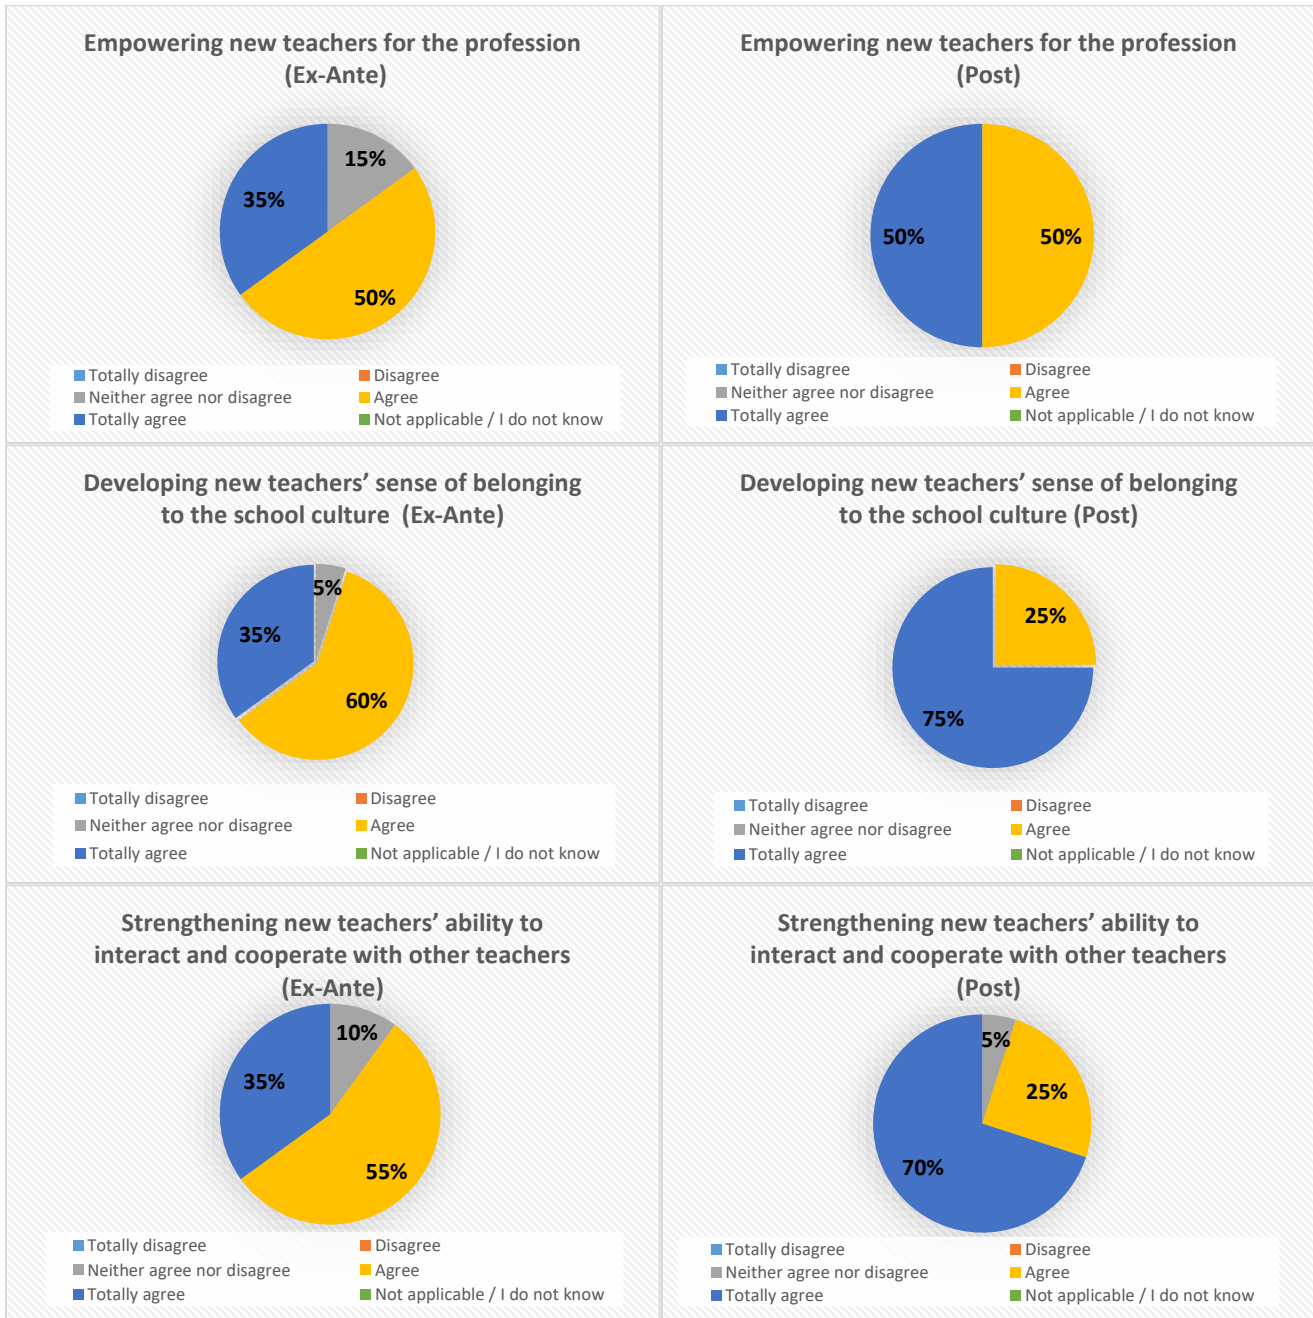 Empowering new teachers for the profession
(Ex-Ante)
15%
35%
50%
Totally disagree
Disagree
Neither agree nor disagree
Agree
Totally agree
Not applicable / I do not know
Empowering new teachers for the profession
(Post)
50%
50%
Totally disagree
Disagree
Neither agree nor disagree
Agree
Totally agree
Not applicable / I do not know
Developing new teachers’ sense of belonging
to the school culture (Ex-Ante)
5%
35%
60%
Totally disagree
Disagree
Neither agree nor disagree
Agree
Totally agree
Not applicable / I do not know
Developing new teachers’ sense of belonging
to the school culture (Post)
25%
75%
Totally disagree
Disagree
Neither agree nor disagree
Agree
Totally agree
Not applicable / I do not know
Strengthening new teachers’ ability to
interact and cooperate with other teachers
(Ex-Ante)
10%
35%
55%
Totally disagree
Disagree
Neither agree nor disagree
Agree
Totally agree
Not applicable / I do not know
Strengthening new teachers’ ability to
interact and cooperate with other teachers
(Post)
5%
25%
70%
Totally disagree
Disagree
Neither agree nor disagree
Agree
Totally agree
Not applicable / I do not know